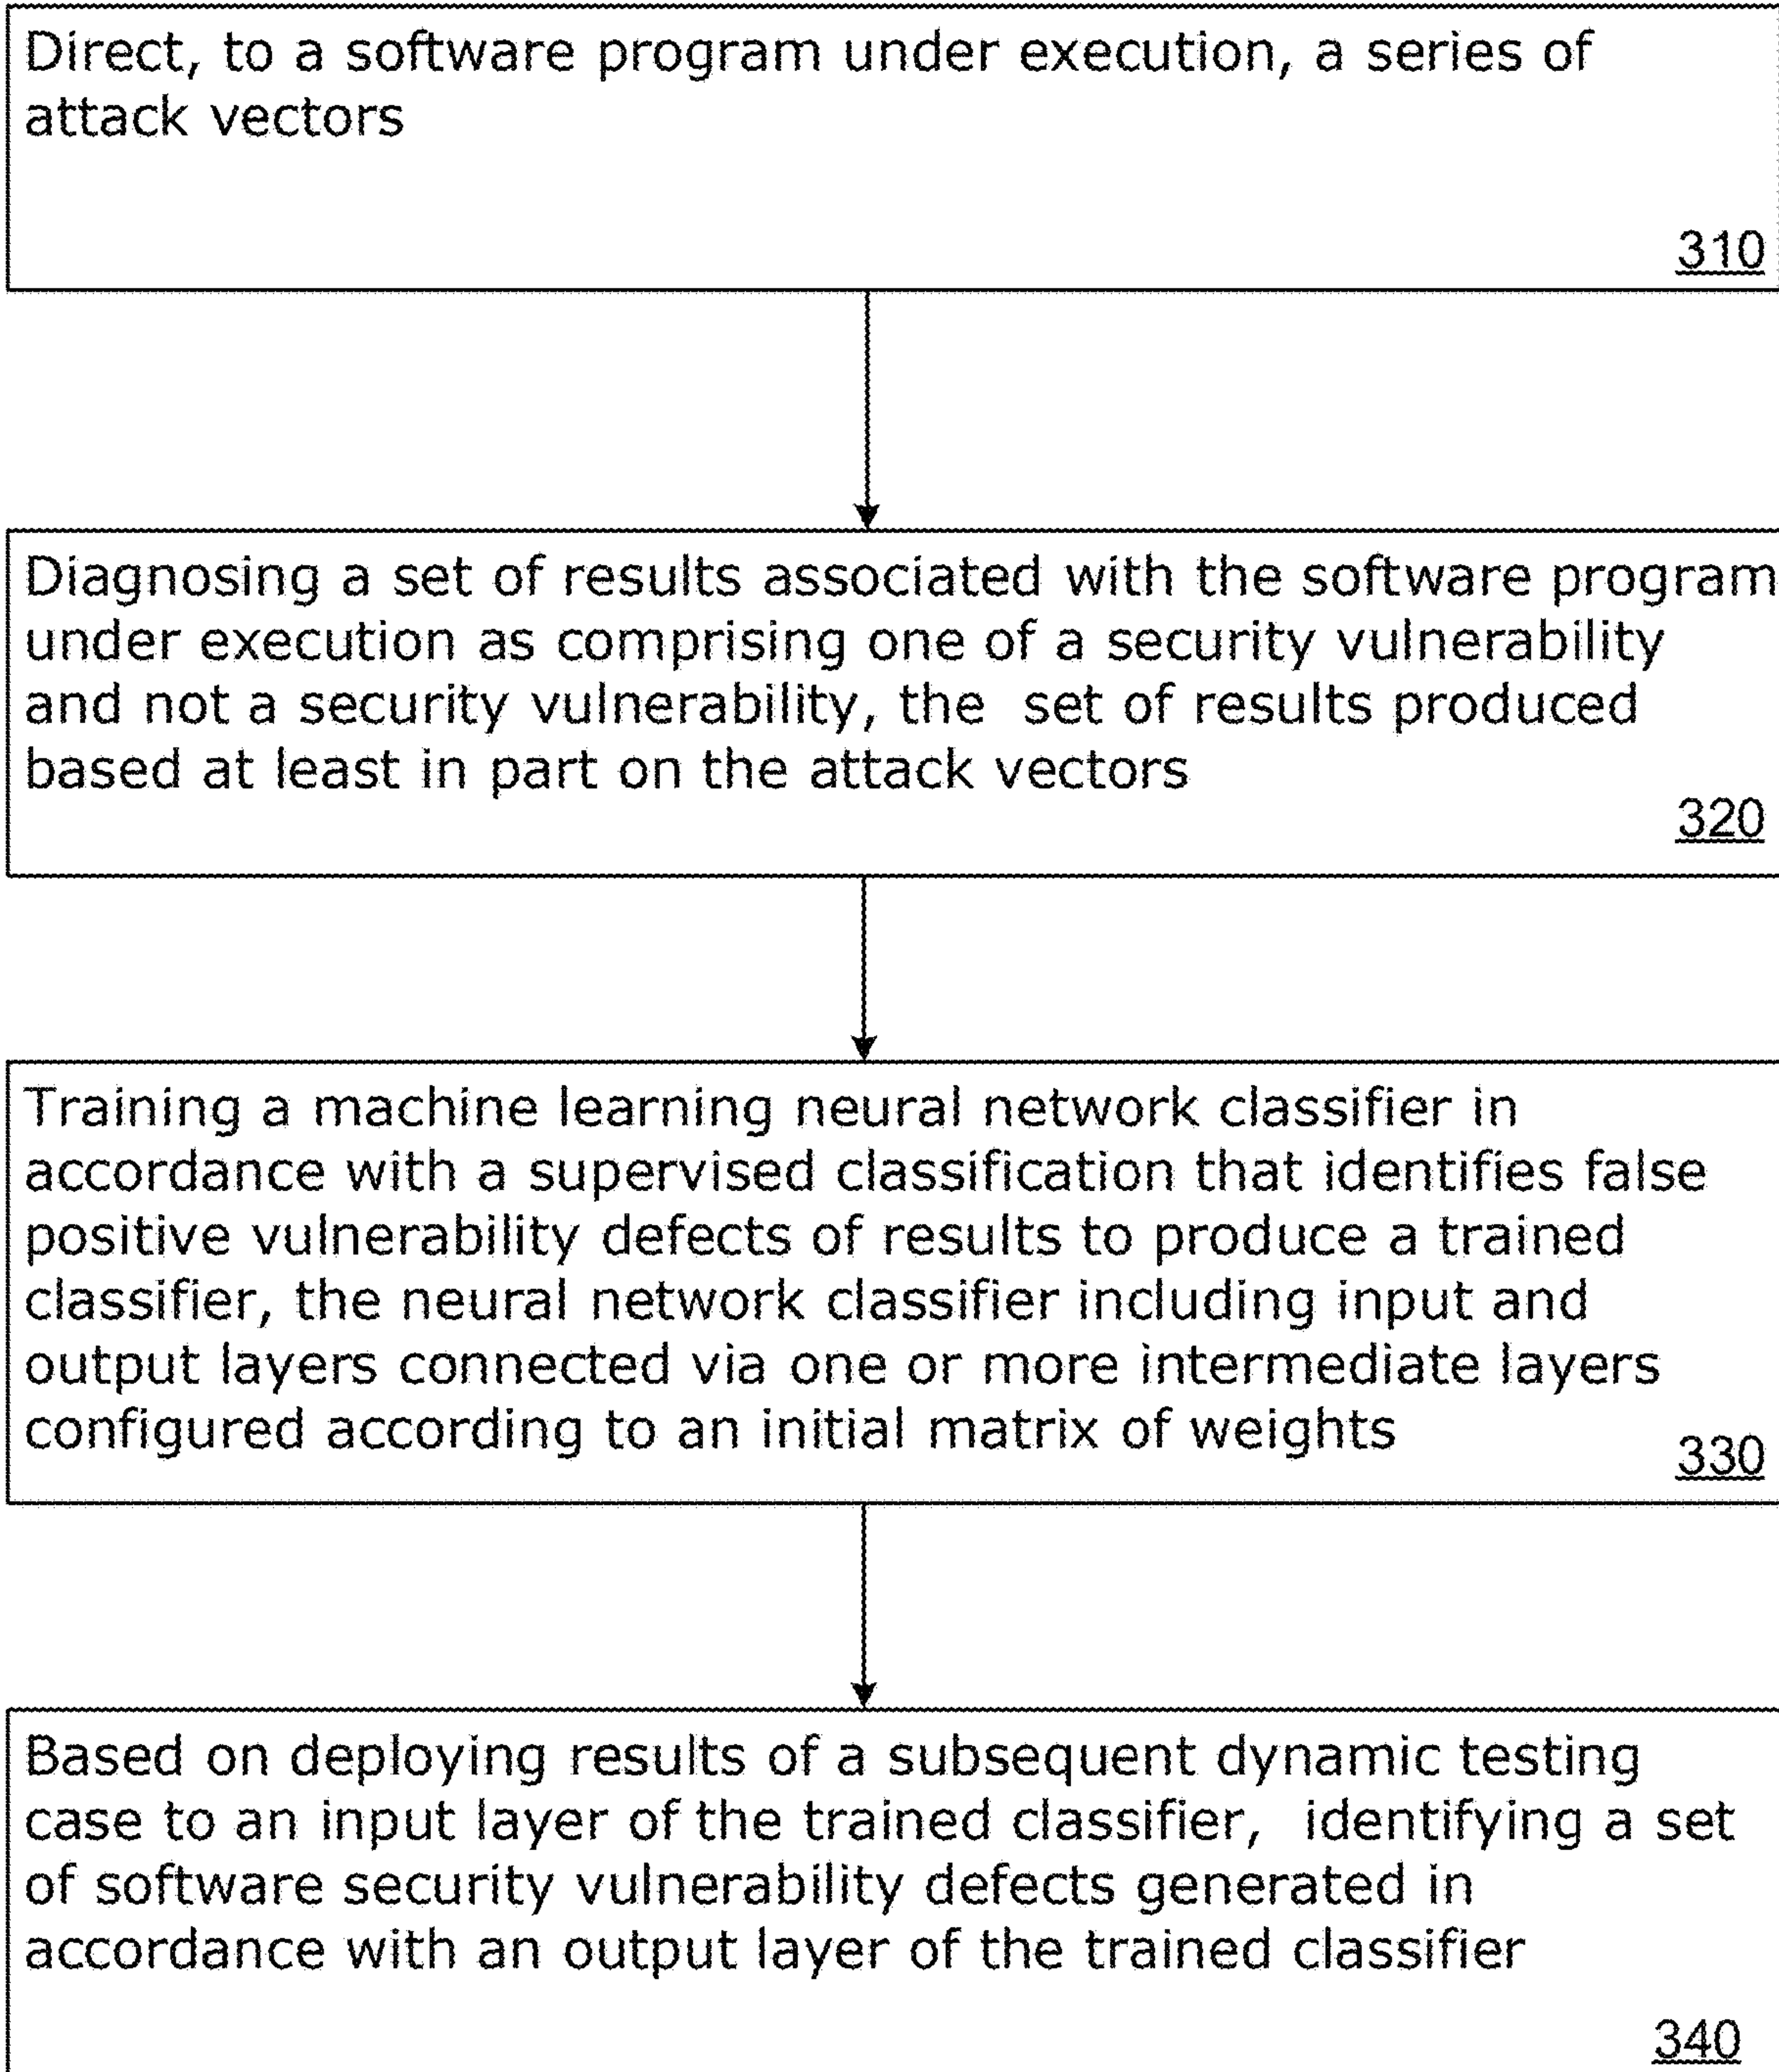 Direct, to a software program under execution, a series of
attack vectors
310
Diagnosing a set of results associated with the software program
under execution as comprising one of a security vulnerability
and not a security vulnerability, the  set of results produced
based at least in part on the attack vectors
320
Training a machine learning neural network classifier in
accordance with a supervised classification that identifies false
positive vulnerability defects of results to produce a trained
classifier, the neural network classifier including input and
output layers connected via one or more intermediate layers
configured according to an initial matrix of weights
330
Based on deploying results of a subsequent dynamic testing
case to an input layer of the trained classifier,  identifying a set
of software security vulnerability defects generated in
accordance with an output layer of the trained classifier
340